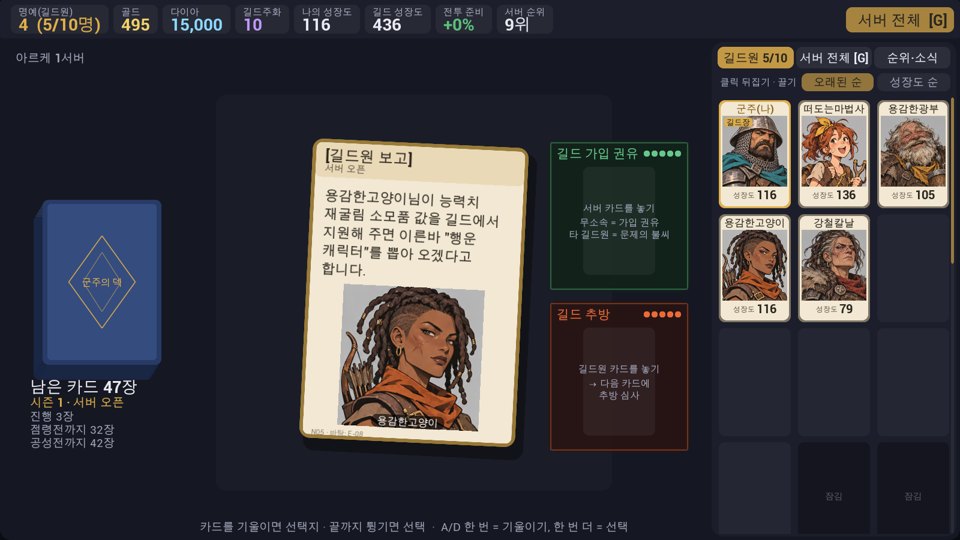 명예(길드원)
4 (5/10명)
골드
495
다이아
15,000
길드주화
10
나의 성장도
116
길드 성장도
436
전투 준비
+0%
서버 순위
9위
서버 전체 [G]
아르케 1서버
길드원 5/10
서버 전체 [G]
순위·소식
클릭 뒤집기 · 끌기
오래된 순
성장도 순
군주의 덱
남은 카드 47장
시즌 1 · 서버 오픈
진행 3장
점령전까지 32장
공성전까지 42장
[길드원 보고]
서버 오픈
용감한고양이님이 능력치
재굴림 소모품 값을 길드에서
지원해 주면 이른바 "행운
캐릭터"를 뽑아 오겠다고
합니다.
용감한고양이
길드 가입 권유
서버 카드를 놓기
무소속 = 가입 권유
타 길드원 = 문제의 불씨
길드 추방
길드원 카드를 놓기
→ 다음 카드에
추방 심사
군주(나)
길드장
성장도 116
떠도는마법사
성장도 136
용감한광부
성장도 105
용감한고양이
성장도 116
강철칼날
성장도 79
잠김
잠김
카드를 기울이면 선택지 · 끝까지 튕기면 선택 · A/D 한 번 = 기울이기, 한 번 더 = 선택